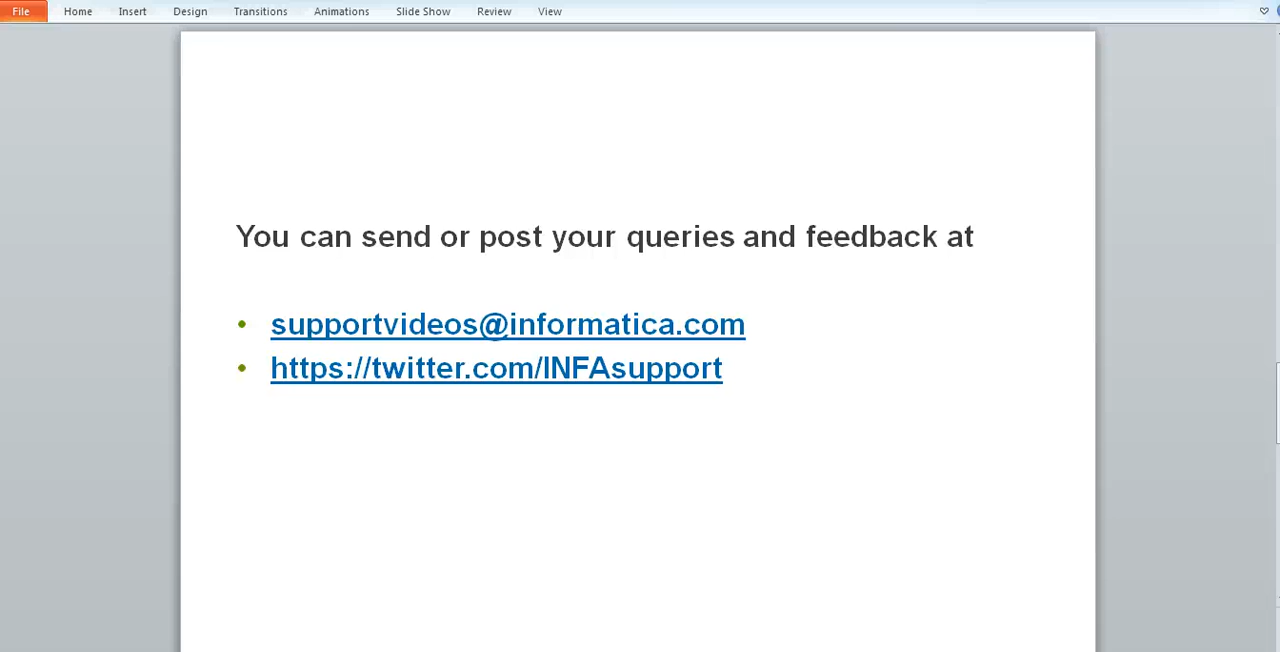 File Home Insert Design Transitions Animations Slide Show Review View
You can send or post your queries and feedback at
• supportvideos@informatica.com
• https://twitter.com/INFAsupport